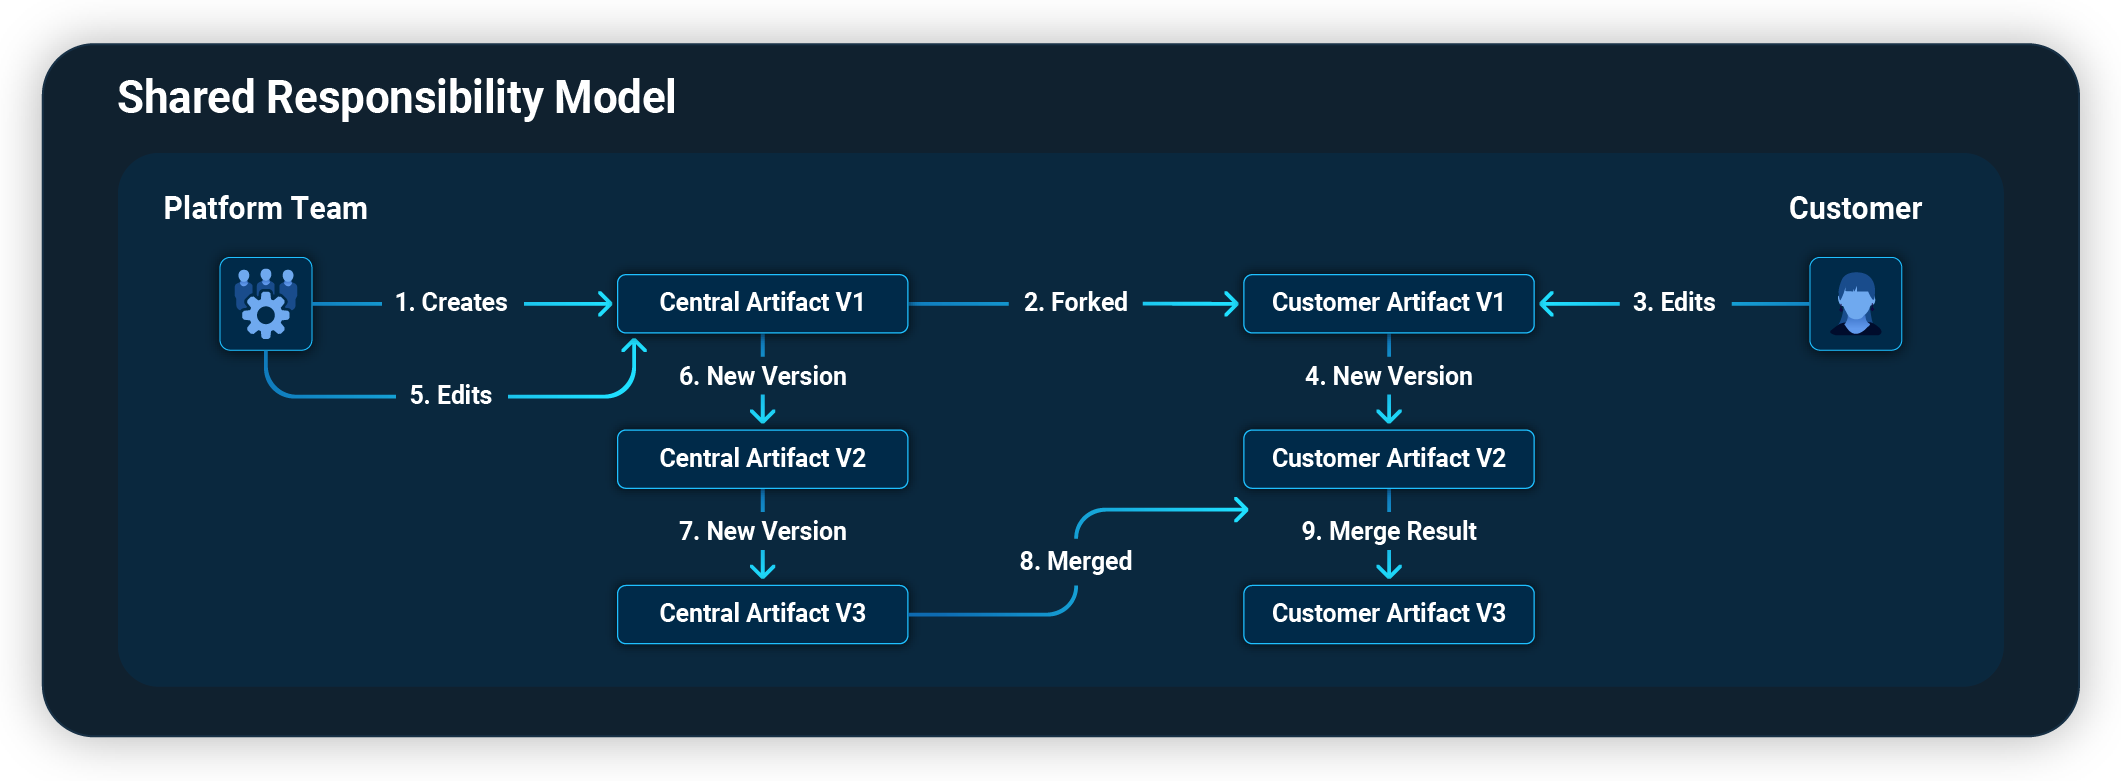 Shared Responsibility Model
Platform Team
Customer
1. Creates
Central Artifact V1
2. Forked
Customer Artifact V1
3. Edits
5. Edits
6. New Version
4. New Version
Central Artifact V2
Customer Artifact V2
7. New Version
8. Merged
9. Merge Result
Central Artifact V3
Customer Artifact V3